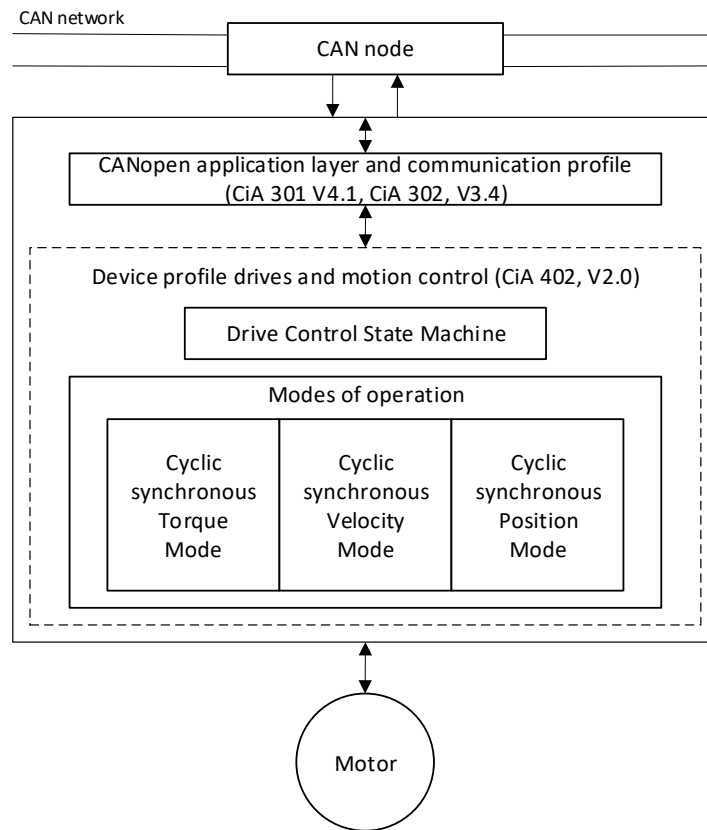 CAN network
CAN node
CANopen application layer and communication profile
(CiA 301 V4.1, CiA 302, V3.4)
Device profile drives and motion control (CiA 402, V2.0)
Drive Control State Machine
Modes of operation
Cyclic
synchronous
Torque
Mode
Cyclic
synchronous
Velocity
Mode
Cyclic
synchronous
Position
Mode
Motor